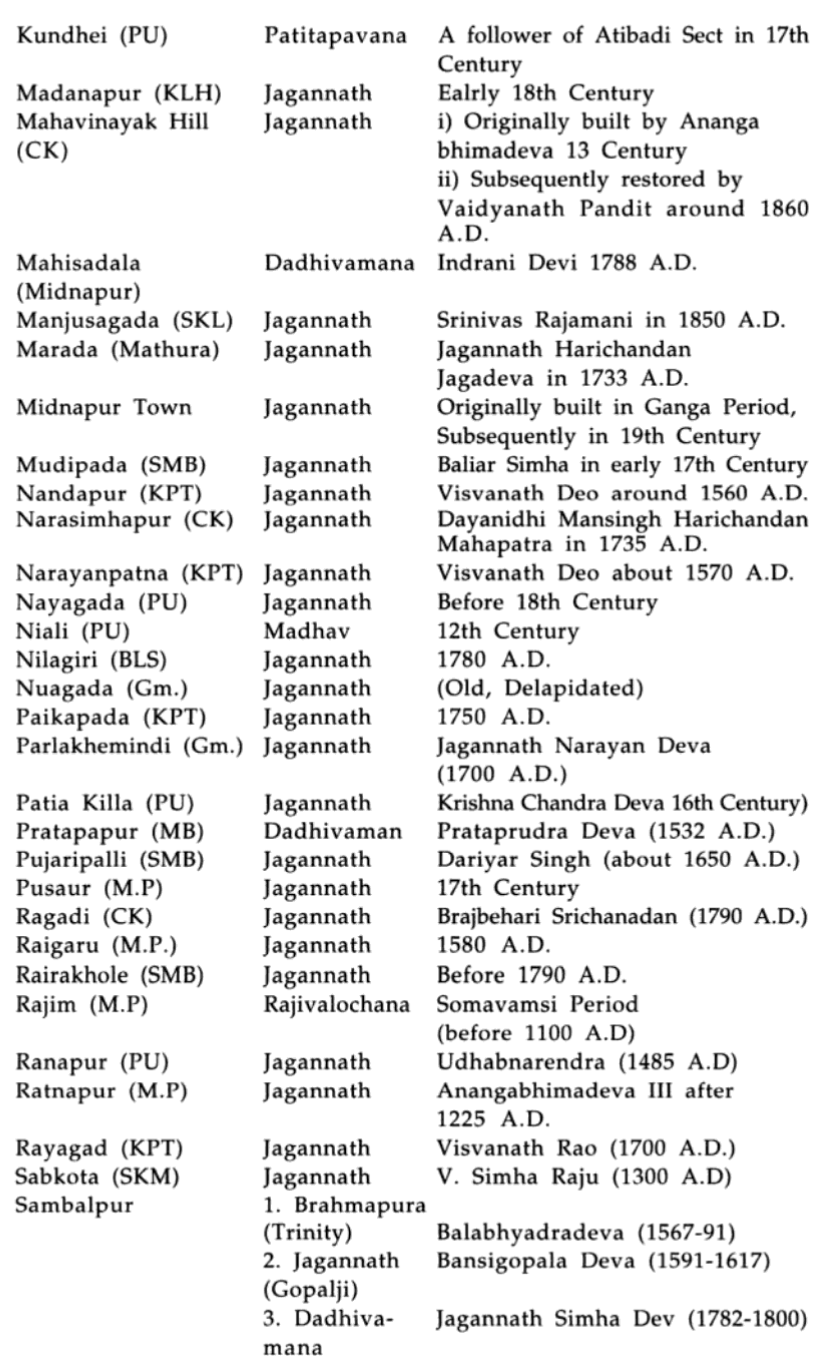 Kundhei (PU) Patitapavana A follower of Atibadi Sect in 17th
Century
Madanapur (KLH) Jagannath Ealrly 18th Century
Mahavinayak Hill Jagannath i) Originally built by Ananga
(CK) bhimadeva 13 Century
ii) Subsequently restored by
Vaidyanath Pandit around 1860
A.D.
Mahisadala Dadhivamana Indrani Devi 1788 A.D.
(Midnapur)
Manjusagada (SKL) Jagannath Srinivas Rajamani in 1850 A.D.
Marada (Mathura) Jagannath Jagannath Harichandan
Jagadeva in 1733 A.D.
Midnapur Town Jagannath Originally built in Ganga Period,
Subsequently in 19th Century
Mudipada (SMB) Jagannath Baliar Simha in early 17th Century
Nandapur (KPT) Jagannath Visvanath Deo around 1560 A.D.
Narasimhapur (CK) Jagannath Dayanidhi Mansingh Harichandan
Mahapatra in 1735 A.D.
Narayanpatna (KPT) Jagannath Visvanath Deo about 1570 A.D.
Nayagada (PU) Jagannath Before 18th Century
Niali (PU) Madhav 12th Century
Nilagiri (BLS) Jagannath 1780 A.D.
Nuagada (Gm.) Jagannath (Old, Delapidated)
Paikapada (KPT) Jagannath 1750 A.D.
Parlakhemindi (Gm.) Jagannath Jagannath Narayan Deva
(1700 A.D.)
Patia Killa (PU) Jagannath Krishna Chandra Deva 16th Century)
Pratapapur (MB) Dadhivaman Prataprudra Deva (1532 A.D.)
Pujaripalli (SMB) Jagannath Dariyar Singh (about 1650 A.D.)
Pusaur (M.P) Jagannath 17th Century
Ragadi (CK) Jagannath Brajbehari Srichanadan (1790 A.D.)
Raigaru (M.P.) Jagannath 1580 A.D.
Rairakhole (SMB) Jagannath Before 1790 A.D.
Rajim (M.P) Rajivalochana Somavamsi Period
(before 1100 A.D)
Ranapur (PU) Jagannath Udhabnarendra (1485 A.D)
Ratnapur (M.P) Jagannath Anangabhimadeva III after
1225 A.D.
Rayagad (KPT) Jagannath Visvanath Rao (1700 A.D.)
Sabkota (SKM) Jagannath V. Simha Raju (1300 A.D)
Sambalpur 1. Brahmapura
(Trinity) Balabhyadradeva (1567-91)
2. Jagannath Bansigopala Deva (1591-1617)
(Gopalji)
3. Dadhiva- Jagannath Simha Dev (1782-1800)
mana